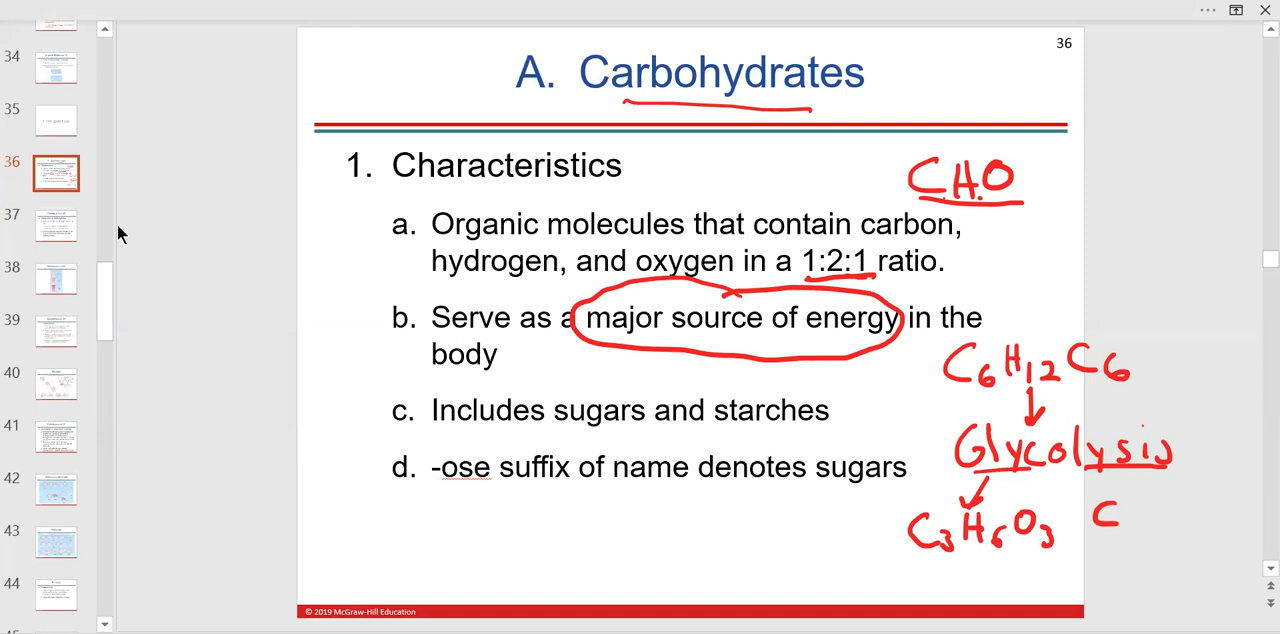 34
35
36
37
38
39
40
41
42
43
44
36
A. Carbohydrates
1. Characteristics
CHO
a. Organic molecules that contain carbon,
hydrogen, and oxygen in a 1:2:1 ratio.
b. Serve as a major source of energy in the
body
C6H12C6
c. Includes sugars and starches
Glycolysis
d. -ose suffix of name denotes sugars
C3H6O3 C
© 2019 McGraw-Hill Education